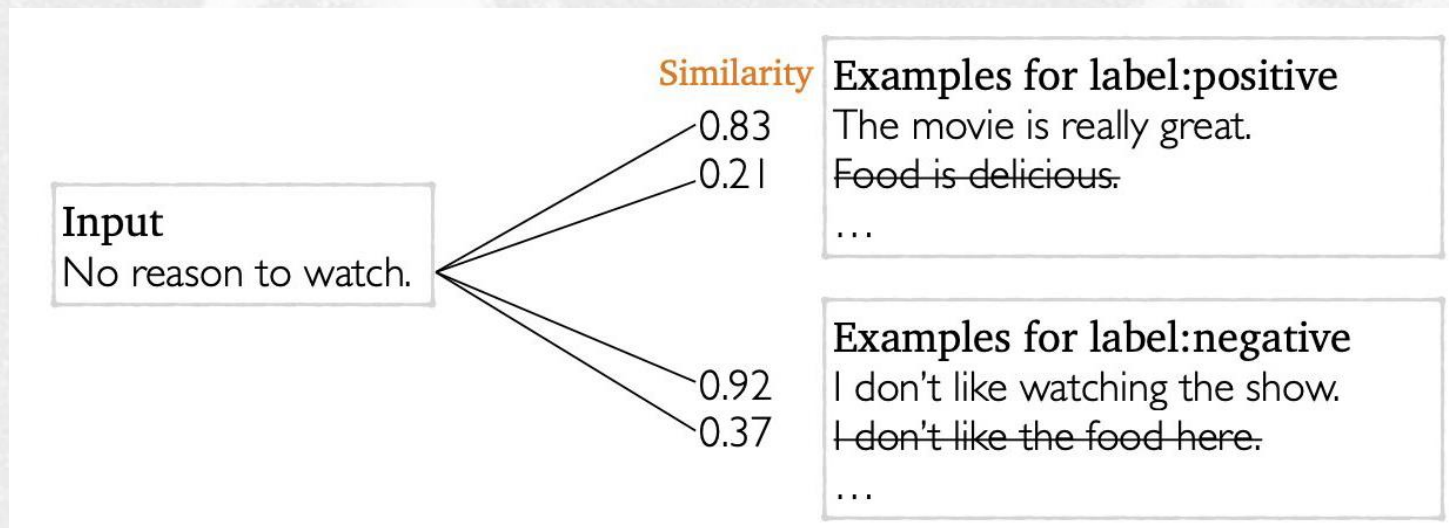 Similarity
0.83
0.21
Input
No reason to watch.
0.92
0.37
Examples for label:positive
The movie is really great.
Food is delicious.
...
Examples for label:negative
I don't like watching the show.
I don't like the food here.
...